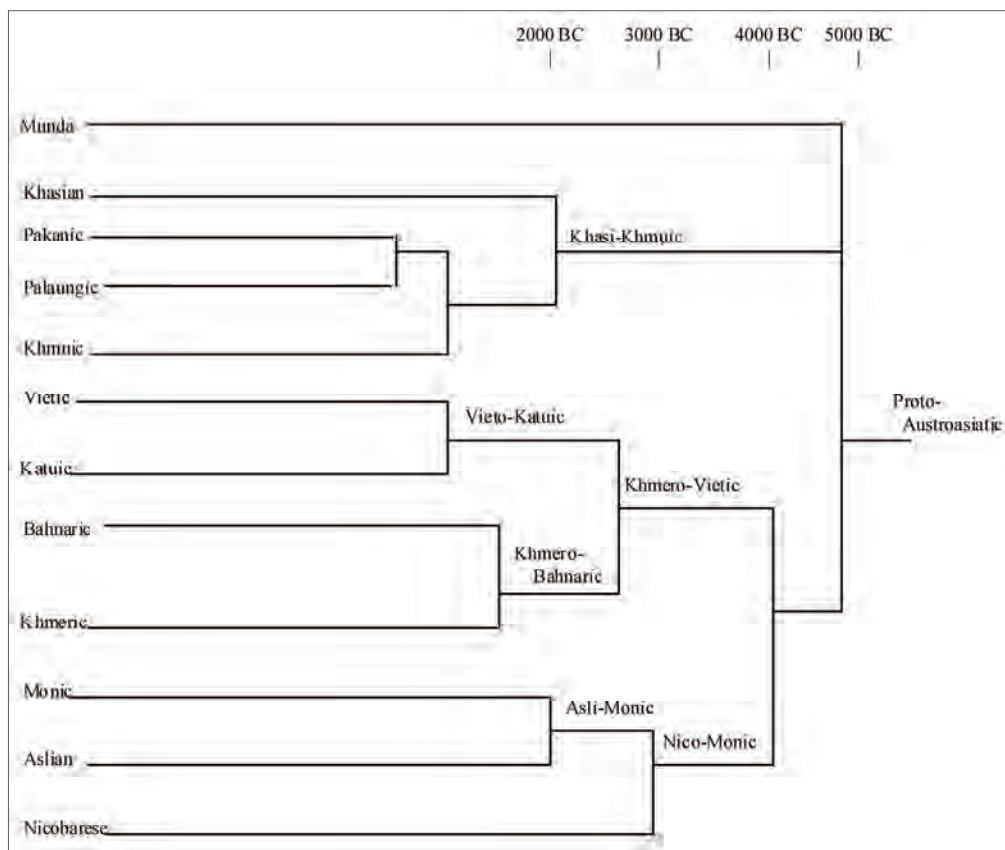 2000 BC 3000 BC 4000 BC 5000 BC
Munda
Khasian
Pakanic
Khasi-Khmuic
Palaungic
Khmuic
Vietic
Vieto-Katuic
Proto-
Austroasiatic
Katuic
Khmero-Vietic
Bahnaric
Khmero-
Bahnaric
Khmeric
Monic
Asli-Monic
Nico-Monic
Aslian
Nicobarese